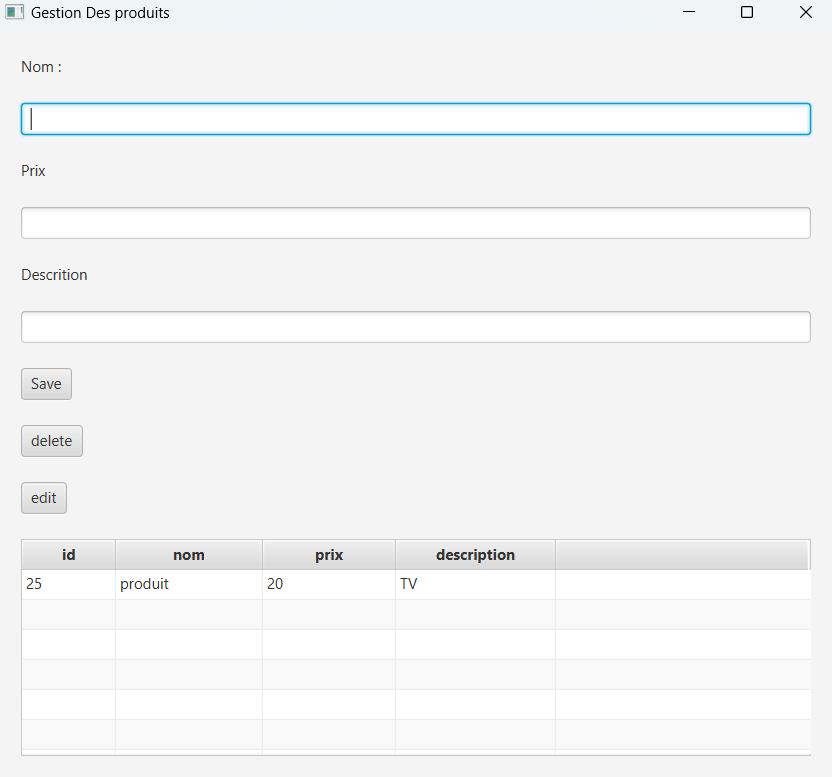 Gestion Des produits
Nom :
Prix
Descrition
Save
delete
edit
id nom prix description
25 produit 20 TV